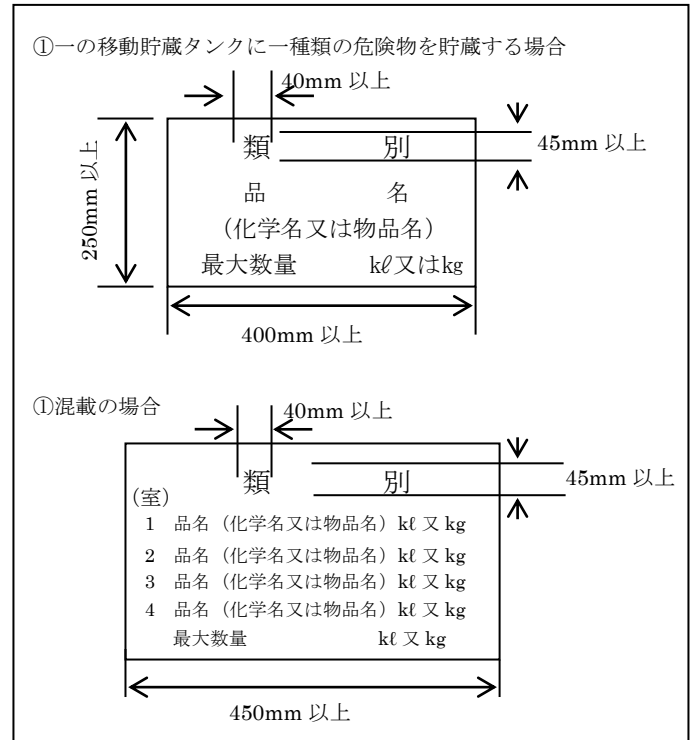 ①一の移動貯蔵タンクに一種類の危険物を貯蔵する場合
40mm 以上
250mm 以上
類 別
45mm 以上
品 名
(化学名又は物品名)
最大数量 kℓ又はkg
400mm 以上
①混載の場合
40mm 以上
類 別
45mm 以上
(室)
1 品名(化学名又は物品名)kℓ 又 kg
2 品名(化学名又は物品名)kℓ 又 kg
3 品名(化学名又は物品名)kℓ 又 kg
4 品名(化学名又は物品名)kℓ 又 kg
最大数量 kℓ 又 kg
450mm 以上